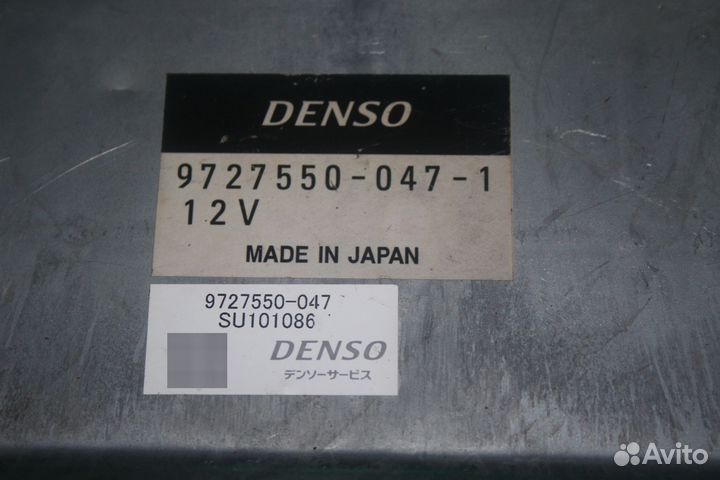 DENSO
9727550-047-1
12V
MADE IN JAPAN
9727550-047
SU101086
DENSO
デンソーサービス
Avito